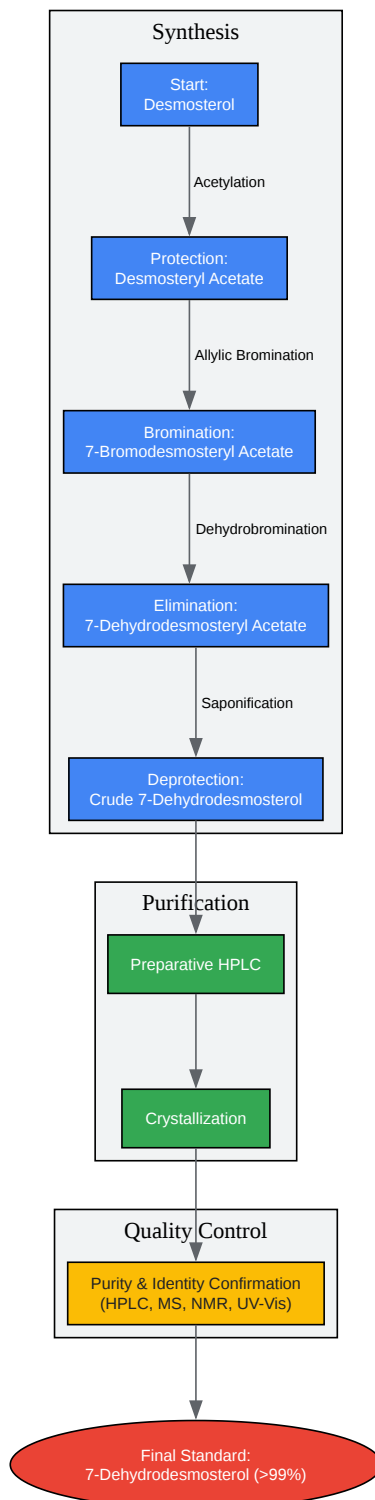 Synthesis
Start:
Desmosterol
Acetylation
Protection:
Desmosteryl Acetate
Allylic Bromination
Bromination:
7-Bromodesmosteryl Acetate
Dehydrobromination
Elimination:
7-Dehydrodesmosteryl Acetate
Saponification
Deprotection:
Crude 7-Dehydrodesmosterol
Purification
Preparative HPLC
Crystallization
Quality Control
Purity & Identity Confirmation
(HPLC, MS, NMR, UV-Vis)
Final Standard:
7-Dehydrodesmosterol (>99%)